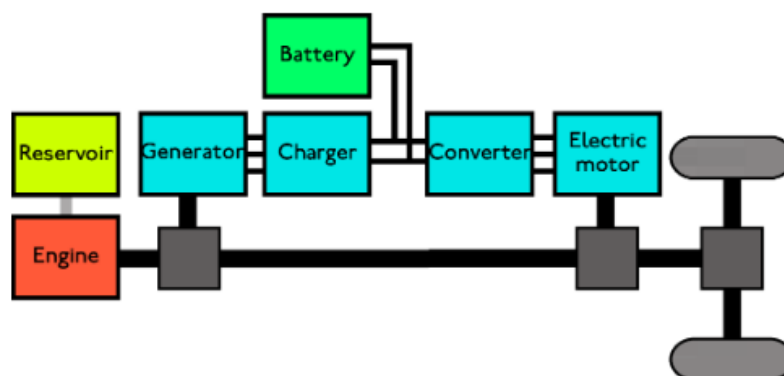 Battery
Reservoir
Generator
Charger
Converter
Electric
motor
Engine